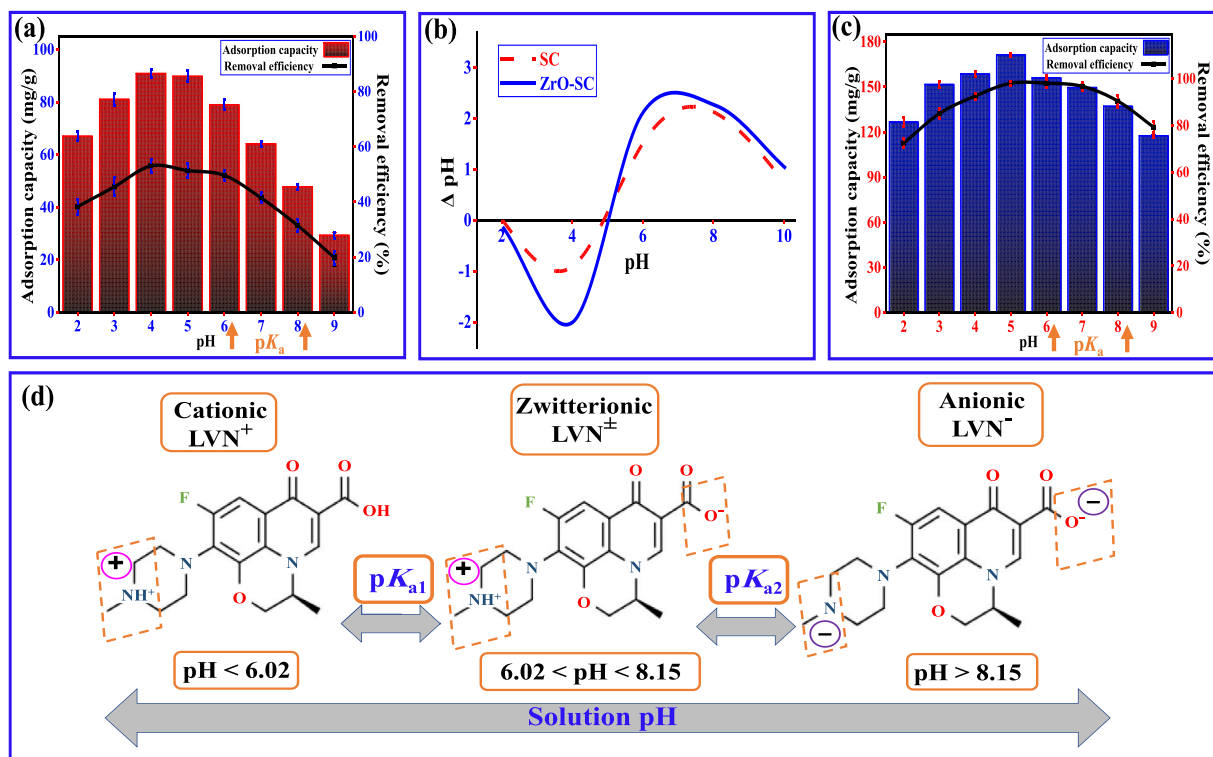 (a)
Adsorption capacity
Removal efficiency
Adsorption capacity (mg/g)
100
80
60
40
20
0
100
80
60
40
20
0
Removal efficiency (%)
2 3 4 5 6 7 8 9
pH pKa
(b)
SC
ZrO-SC
Δ pH
3
2
1
0
-1
-2
2 4 6 8 10
pH
(c)
Adsorption capacity
Removal efficiency
Adsorption capacity (mg/g)
180
150
120
90
60
30
0
100
80
60
40
20
0
Removal efficiency (%)
2 3 4 5 6 7 8 9
pH pKa
(d)
Cationic
LVN+
Zwitterionic
LVN±
Anionic
LVN-
O O
F
OH
+
N
NH+
N
O
pKa1
O O
F
O-
+
N
NH+
N
O
pKa2
O O
F
O-
−
N
N
N
O
−
pH < 6.02
6.02 < pH < 8.15
pH > 8.15
Solution pH